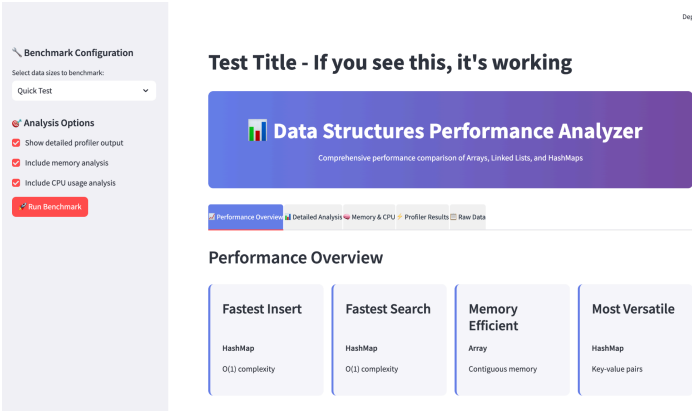 Dep
🔧 Benchmark Configuration
Select data sizes to benchmark:
Quick Test
🎯 Analysis Options
Show detailed profiler output
Include memory analysis
Include CPU usage analysis
🚀 Run Benchmark
Test Title - If you see this, it's working
📊 Data Structures Performance Analyzer
Comprehensive performance comparison of Arrays, Linked Lists, and HashMaps
📈 Performance Overview 📊 Detailed Analysis 🧠 Memory & CPU ⚡ Profiler Results 📋 Raw Data
Performance Overview
Fastest Insert
HashMap
O(1) complexity
Fastest Search
HashMap
O(1) complexity
Memory
Efficient
Array
Contiguous memory
Most Versatile
HashMap
Key-value pairs